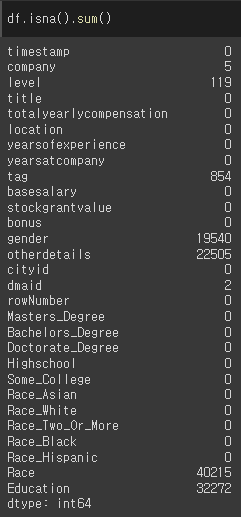 df.isna().sum()
timestamp 0
company 5
level 119
title 0
totalyearlycompensation 0
location 0
yearsofexperience 0
yearsatcompany 0
tag 854
basesalary 0
stockgrantvalue 0
bonus 0
gender 19540
otherdetails 22505
cityid 0
dmaid 2
rowNumber 0
Masters_Degree 0
Bachelors_Degree 0
Doctorate_Degree 0
Highschool 0
Some_College 0
Race_Asian 0
Race_White 0
Race_Two_Or_More 0
Race_Black 0
Race_Hispanic 0
Race 40215
Education 32272
dtype: int64